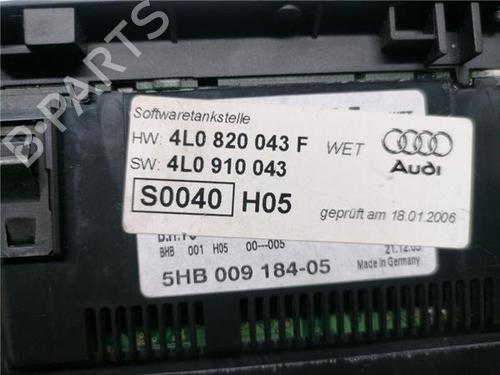 B-PARTS
Softwaretankstelle
HW: 4L0 820 043 F WET Audi
SW: 4L0 910 043
S0040 H05 geprüft am 18.01.2006
BHB 001 H05 00---005 21.12.05
5HB 009 184-05 Made in Germany